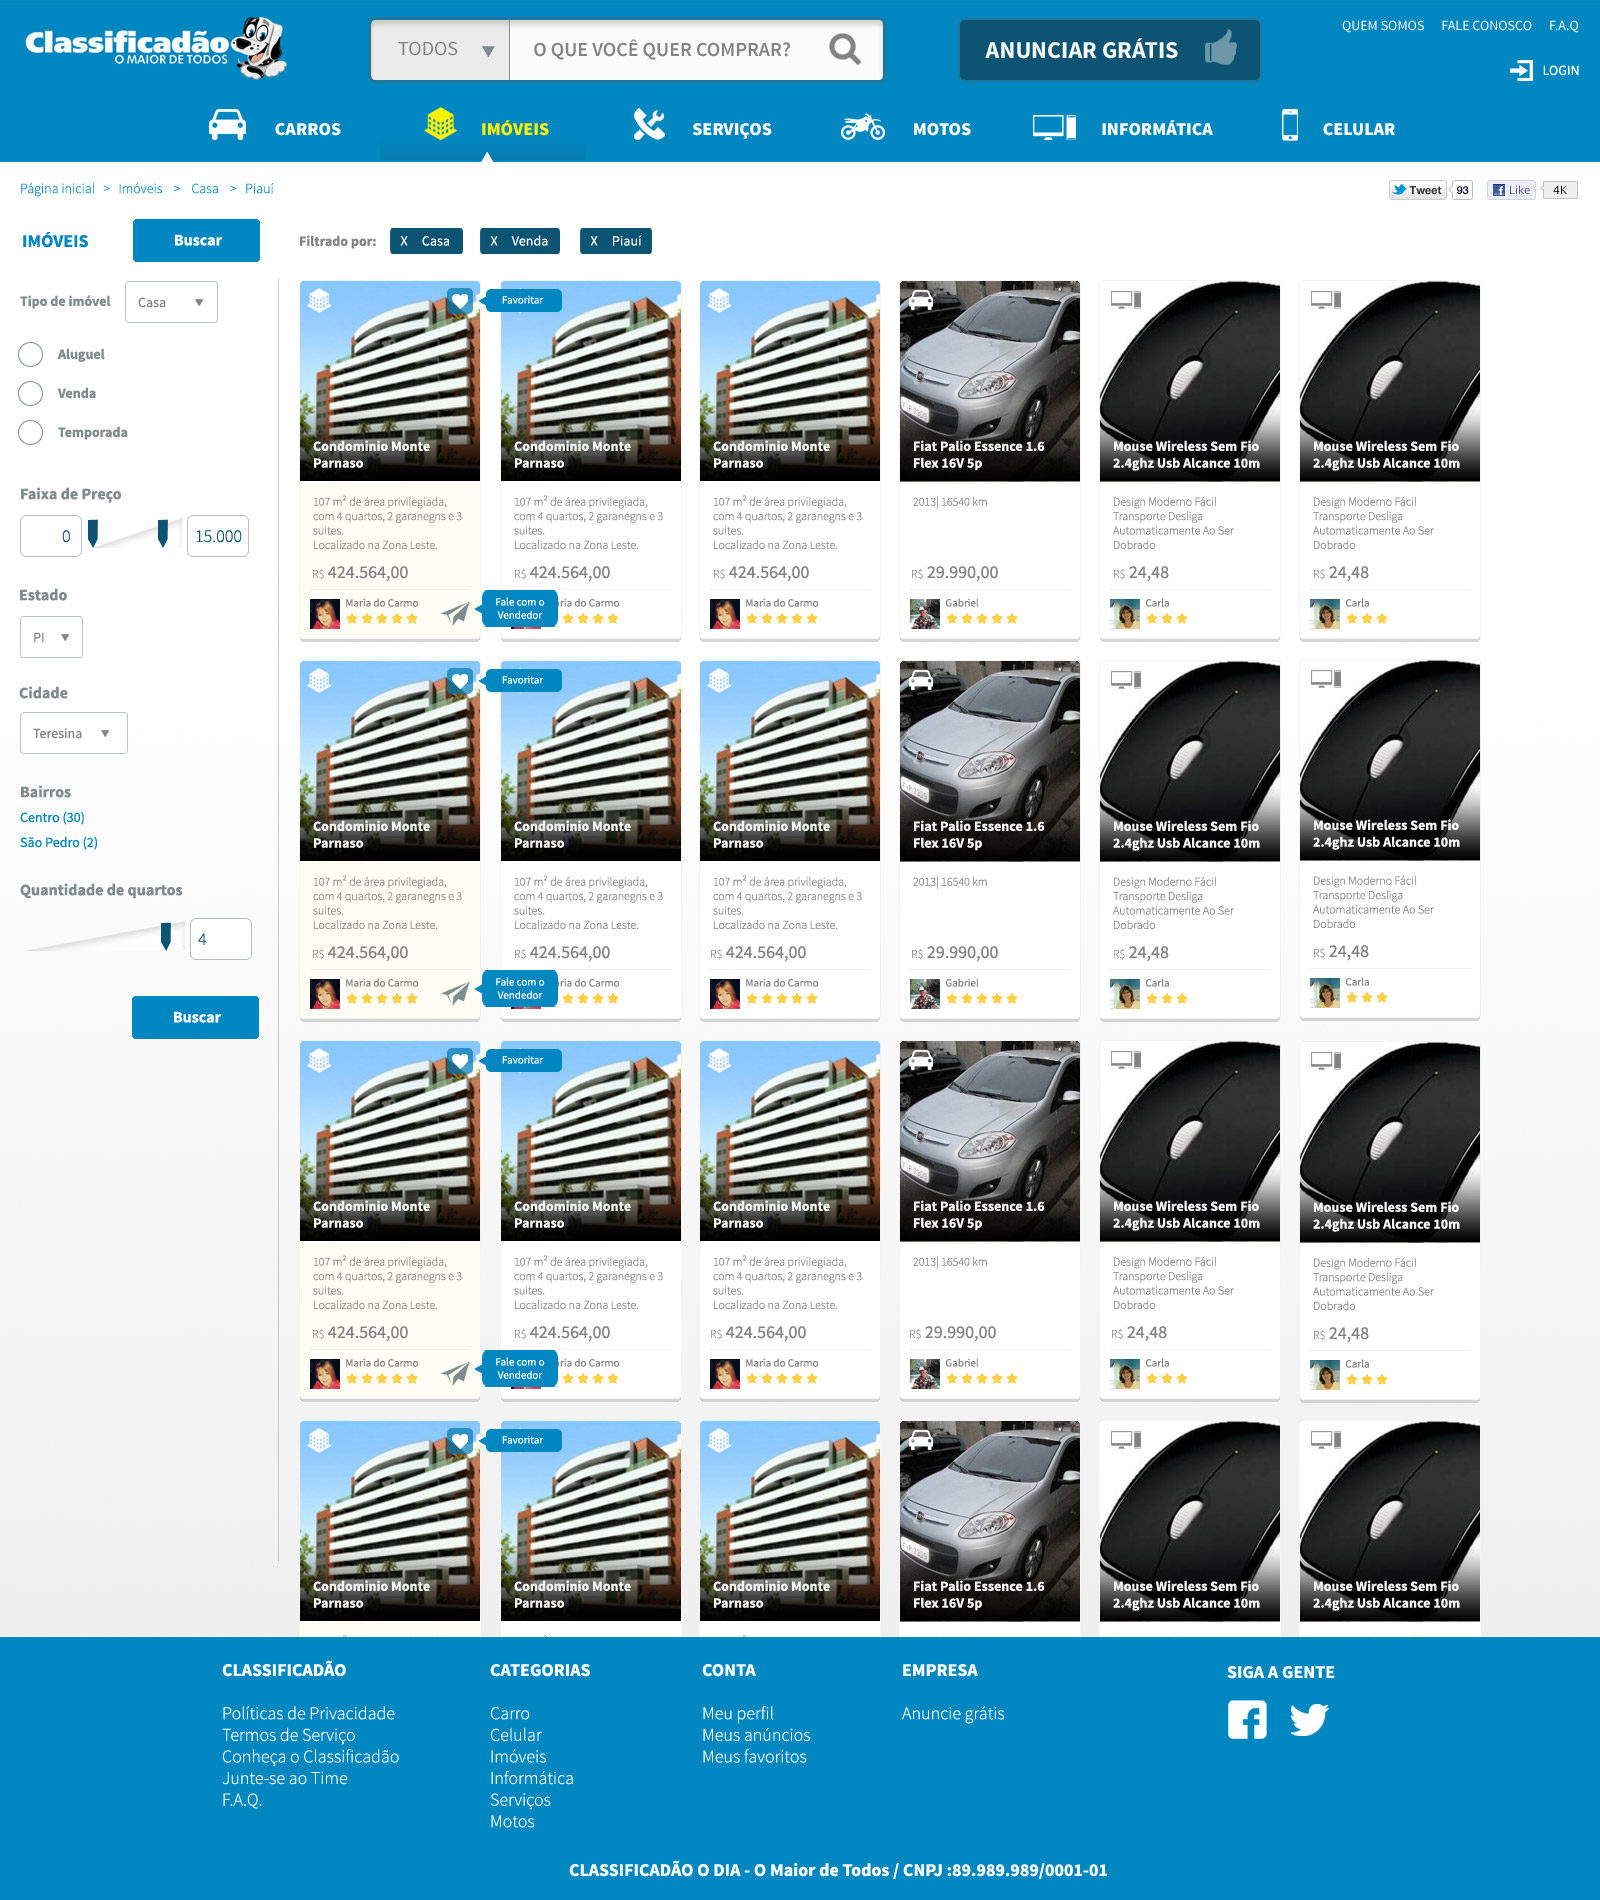 Classificadão
O MAIOR DE TODOS
TODOS ▼ O QUE VOCÊ QUER COMPRAR?
ANUNCIAR GRÁTIS
QUEM SOMOS FALE CONOSCO F.A.Q
LOGIN
CARROS IMÓVEIS SERVIÇOS MOTOS INFORMÁTICA CELULAR
Página inicial > Imóveis > Casa > Piauí
Tweet 93 Like 4K
IMÓVEIS Buscar
Filtrado por: X Casa X Venda X Piauí
Tipo de imóvel Casa ▼
Aluguel
Venda
Temporada
Faixa de Preço
0 15.000
Estado
PI ▼
Cidade
Teresina ▼
Bairros
Centro (30)
São Pedro (2)
Quantidade de quartos
4
Buscar
Favoritar
Condominio Monte
Parnaso
107 m² de área privilegiada,
com 4 quartos, 2 garanegns e 3
suites.
Localizado na Zona Leste.
R$ 424.564,00
Maria do Carmo
Fale com o
Vendedor
Condominio Monte
Parnaso
107 m² de área privilegiada,
com 4 quartos, 2 garanegns e 3
suites.
Localizado na Zona Leste.
R$ 424.564,00
ria do Carmo
Condominio Monte
Parnaso
107 m² de área privilegiada,
com 4 quartos, 2 garanegns e 3
suites.
Localizado na Zona Leste.
R$ 424.564,00
Maria do Carmo
Fiat Palio Essence 1.6
Flex 16V 5p
2013| 16540 km
R$ 29.990,00
Gabriel
Mouse Wireless Sem Fio
2.4ghz Usb Alcance 10m
Design Moderno Fácil
Transporte Desliga
Automaticamente Ao Ser
Dobrado
R$ 24,48
Carla
Mouse Wireless Sem Fio
2.4ghz Usb Alcance 10m
Design Moderno Fácil
Transporte Desliga
Automaticamente Ao Ser
Dobrado
R$ 24,48
Carla
Favoritar
Condominio Monte
Parnaso
107 m² de área privilegiada,
com 4 quartos, 2 garanegns e 3
suites.
Localizado na Zona Leste.
R$ 424.564,00
Maria do Carmo
Fale com o
Vendedor
Condominio Monte
Parnaso
107 m² de área privilegiada,
com 4 quartos, 2 garanegns e 3
suites.
Localizado na Zona Leste.
R$ 424.564,00
ria do Carmo
Condominio Monte
Parnaso
107 m² de área privilegiada,
com 4 quartos, 2 garanegns e 3
suites.
Localizado na Zona Leste.
R$ 424.564,00
Maria do Carmo
Fiat Palio Essence 1.6
Flex 16V 5p
2013| 16540 km
R$ 29.990,00
Gabriel
Mouse Wireless Sem Fio
2.4ghz Usb Alcance 10m
Design Moderno Fácil
Transporte Desliga
Automaticamente Ao Ser
Dobrado
R$ 24,48
Carla
Mouse Wireless Sem Fio
2.4ghz Usb Alcance 10m
Design Moderno Fácil
Transporte Desliga
Automaticamente Ao Ser
Dobrado
R$ 24,48
Carla
Favoritar
Condominio Monte
Parnaso
107 m² de área privilegiada,
com 4 quartos, 2 garanegns e 3
suites.
Localizado na Zona Leste.
R$ 424.564,00
Maria do Carmo
Fale com o
Vendedor
Condominio Monte
Parnaso
107 m² de área privilegiada,
com 4 quartos, 2 garanegns e 3
suites.
Localizado na Zona Leste.
R$ 424.564,00
ria do Carmo
Condominio Monte
Parnaso
107 m² de área privilegiada,
com 4 quartos, 2 garanegns e 3
suites.
Localizado na Zona Leste.
R$ 424.564,00
Maria do Carmo
Fiat Palio Essence 1.6
Flex 16V 5p
2013| 16540 km
R$ 29.990,00
Gabriel
Mouse Wireless Sem Fio
2.4ghz Usb Alcance 10m
Design Moderno Fácil
Transporte Desliga
Automaticamente Ao Ser
Dobrado
R$ 24,48
Carla
Mouse Wireless Sem Fio
2.4ghz Usb Alcance 10m
Design Moderno Fácil
Transporte Desliga
Automaticamente Ao Ser
Dobrado
R$ 24,48
Carla
Favoritar
Condominio Monte
Parnaso
Condominio Monte
Parnaso
Condominio Monte
Parnaso
Fiat Palio Essence 1.6
Flex 16V 5p
Mouse Wireless Sem Fio
2.4ghz Usb Alcance 10m
Mouse Wireless Sem Fio
2.4ghz Usb Alcance 10m
CLASSIFICADÃO
Políticas de Privacidade
Termos de Serviço
Conheça o Classificadão
Junte-se ao Time
F.A.Q.
CATEGORIAS
Carro
Celular
Imóveis
Informática
Serviços
Motos
CONTA
Meu perfil
Meus anúncios
Meus favoritos
EMPRESA
Anuncie grátis
SIGA A GENTE
CLASSIFICADÃO O DIA - O Maior de Todos / CNPJ :89.989.989/0001-01